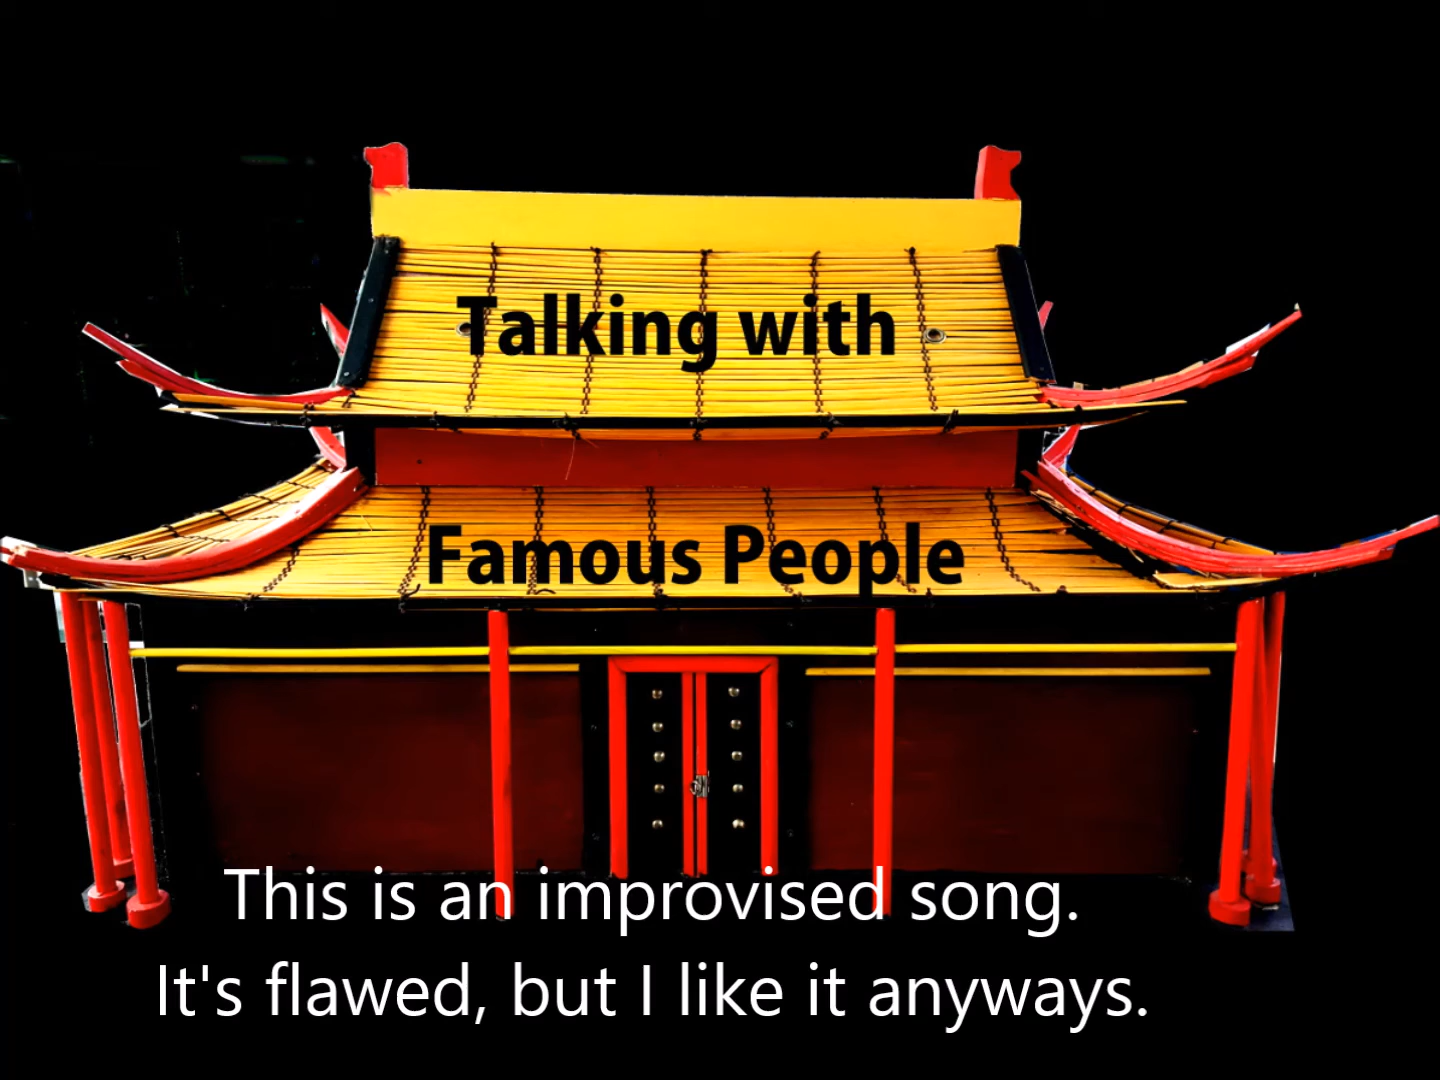 Talking with
Famous People
This is an improvised song.
It's flawed, but I like it anyways.